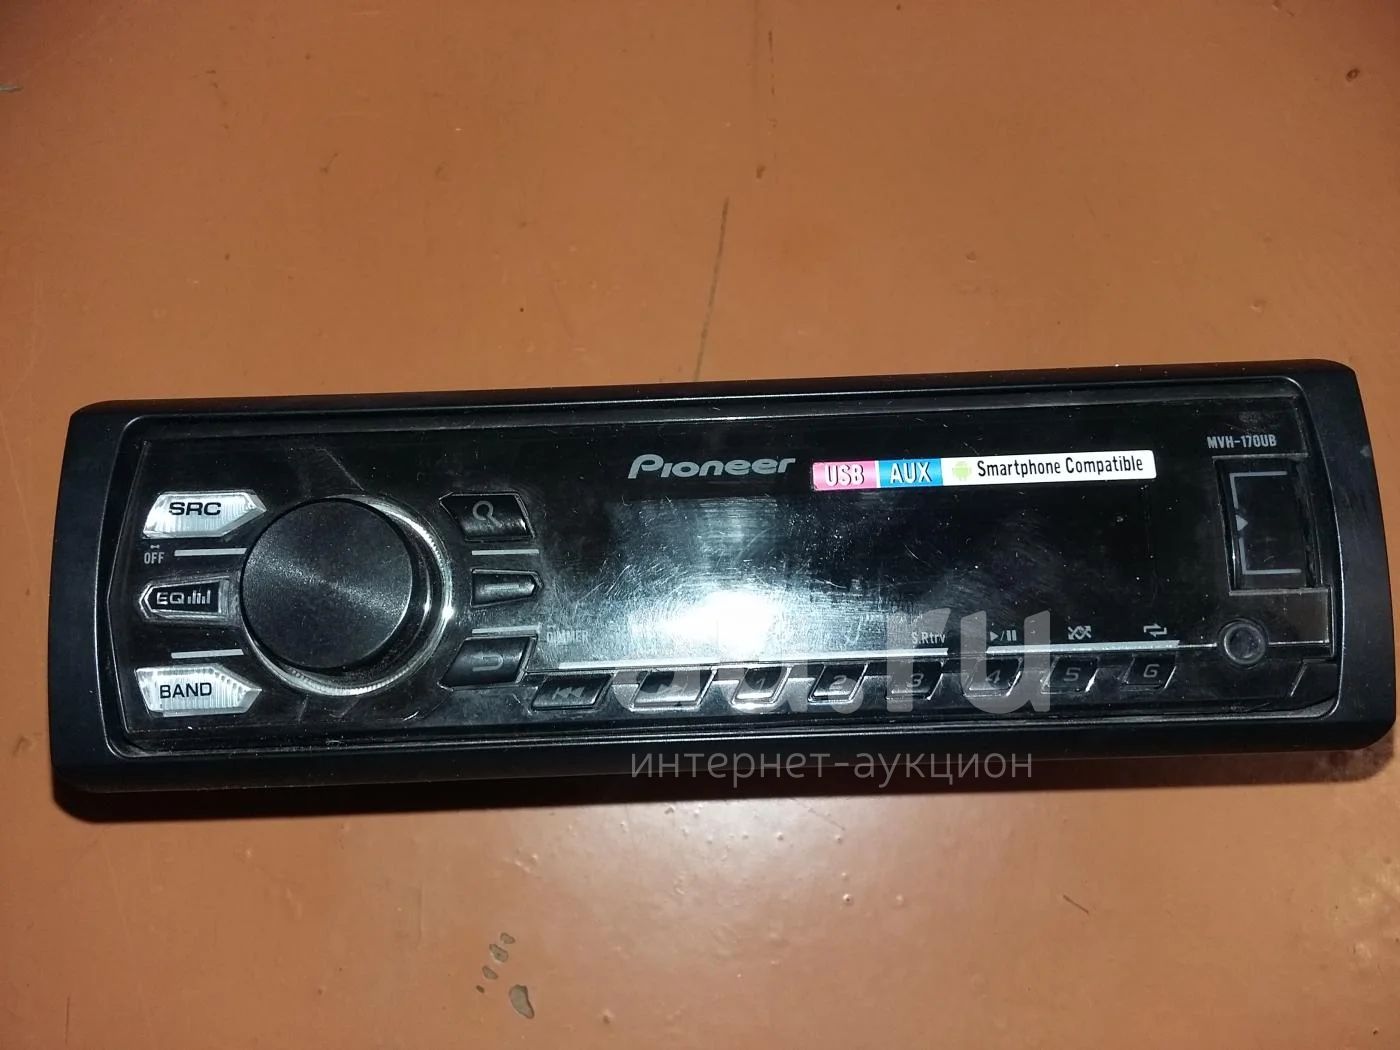 MVH-170UB
Pioneer
USB AUX Smartphone Compatible
SRC
OFF
EQ
DIMMER
S.Rtrv
BAND
1 2 3 4 5 6
au.ru
интернет-аукцион